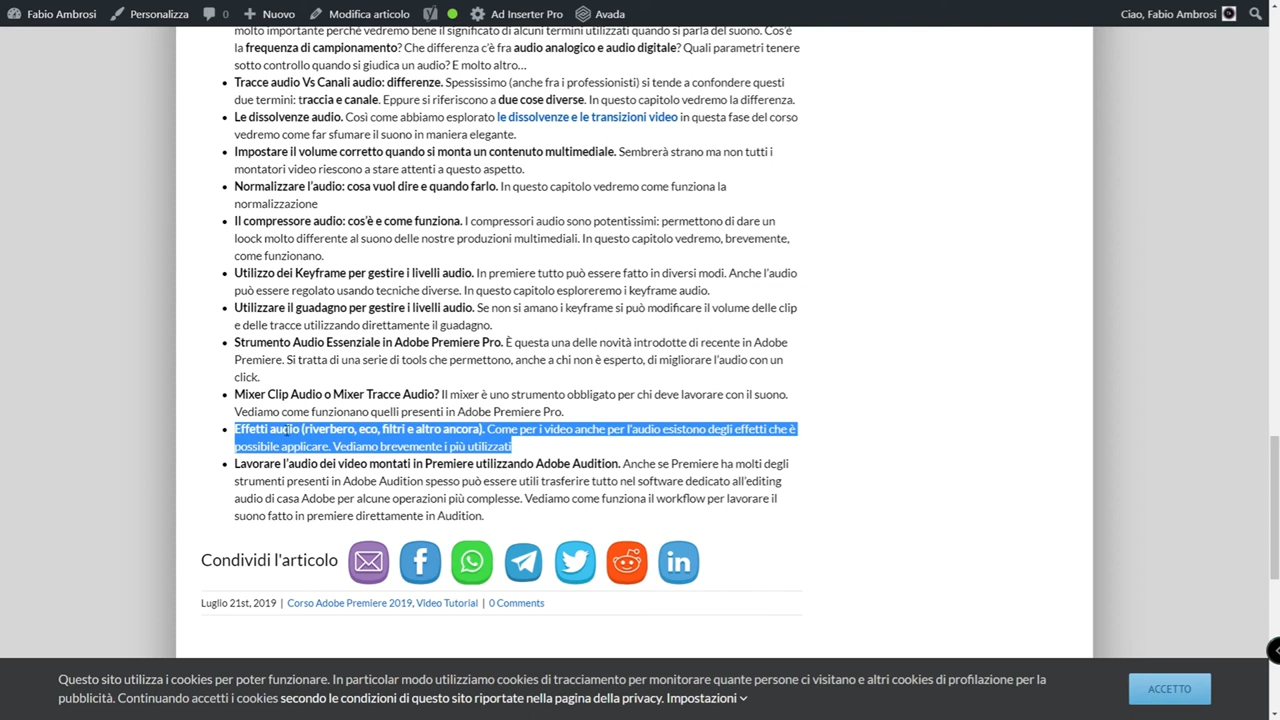 Fabio Ambrosi Personalizza 0 Nuovo Modifica articolo Ad Inserter Pro Avada Ciao, Fabio Ambrosi
molto importante perché vedremo bene il significato di alcuni termini utilizzati quando si parla del suono. Cos'è
la frequenza di campionamento? Che differenza c'è fra audio analogico e audio digitale? Quali parametri tenere
sotto controllo quando si giudica un audio? E molto altro…
Tracce audio Vs Canali audio: differenze. Spessissimo (anche fra i professionisti) si tende a confondere questi
due termini: traccia e canale. Eppure si riferiscono a due cose diverse. In questo capitolo vedremo la differenza.
Le dissolvenze audio. Così come abbiamo esplorato le dissolvenze e le transizioni video in questa fase del corso
vedremo come far sfumare il suono in maniera elegante.
Impostare il volume corretto quando si monta un contenuto multimediale. Sembrerà strano ma non tutti i
montatori video riescono a stare attenti a questo aspetto.
Normalizzare l'audio: cosa vuol dire e quando farlo. In questo capitolo vedremo come funziona la
normalizzazione
Il compressore audio: cos'è e come funziona. I compressori audio sono potentissimi: permettono di dare un
loock molto differente al suono delle nostre produzioni multimediali. In questo capitolo vedremo, brevemente,
come funzionano.
Utilizzo dei Keyframe per gestire i livelli audio. In premiere tutto può essere fatto in diversi modi. Anche l'audio
può essere regolato usando tecniche diverse. In questo capitolo esploreremo i keyframe audio.
Utilizzare il guadagno per gestire i livelli audio. Se non si amano i keyframe si può modificare il volume delle clip
e delle tracce utilizzando direttamente il guadagno.
Strumento Audio Essenziale in Adobe Premiere Pro. È questa una delle novità introdotte di recente in Adobe
Premiere. Si tratta di una serie di tools che permettono, anche a chi non è esperto, di migliorare l'audio con un
click.
Mixer Clip Audio o Mixer Tracce Audio? Il mixer è uno strumento obbligato per chi deve lavorare con il suono.
Vediamo come funzionano quelli presenti in Adobe Premiere Pro.
Effetti audio (riverbero, eco, filtri e altro ancora). Come per i video anche per l'audio esistono degli effetti che è
possibile applicare. Vediamo brevemente i più utilizzati
Lavorare l'audio dei video montati in Premiere utilizzando Adobe Audition. Anche se Premiere ha molti degli
strumenti presenti in Adobe Audition spesso può essere utili trasferire tutto nel software dedicato all'editing
audio di casa Adobe per alcune operazioni più complesse. Vediamo come funziona il workflow per lavorare il
suono fatto in premiere direttamente in Audition.
Condividi l'articolo
Luglio 21st, 2019 | Corso Adobe Premiere 2019, Video Tutorial | 0 Comments
Questo sito utilizza i cookies per poter funzionare. In particolar modo utilizziamo cookies di tracciamento per monitorare quante persone ci visitano e altri cookies di profilazione per la
pubblicità. Continuando accetti i cookies secondo le condizioni di questo sito riportate nella pagina della privacy. Impostazioni
ACCETTO